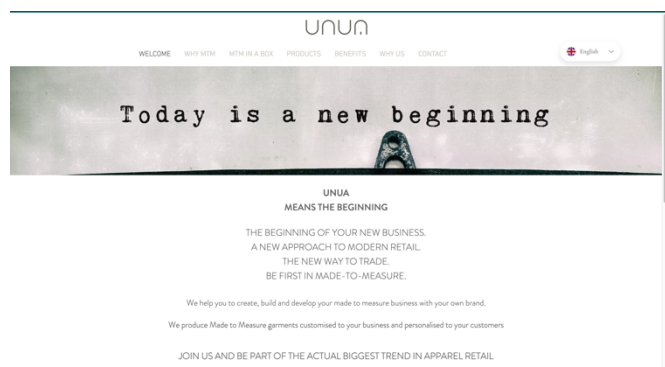 UNUA
WELCOME WHY MTM MTM IN A BOX PRODUCTS BENEFITS WHY US CONTACT
English
Today is a new beginning
UNUA
MEANS THE BEGINNING
THE BEGINNING OF YOUR NEW BUSINESS.
A NEW APPROACH TO MODERN RETAIL.
THE NEW WAY TO TRADE.
BE FIRST IN MADE-TO-MEASURE.
We help you to create, build and develop your made to measure business with your own brand.
We produce Made to Measure garments customised to your business and personalised to your customers
JOIN US AND BE PART OF THE ACTUAL BIGGEST TREND IN APPAREL RETAIL